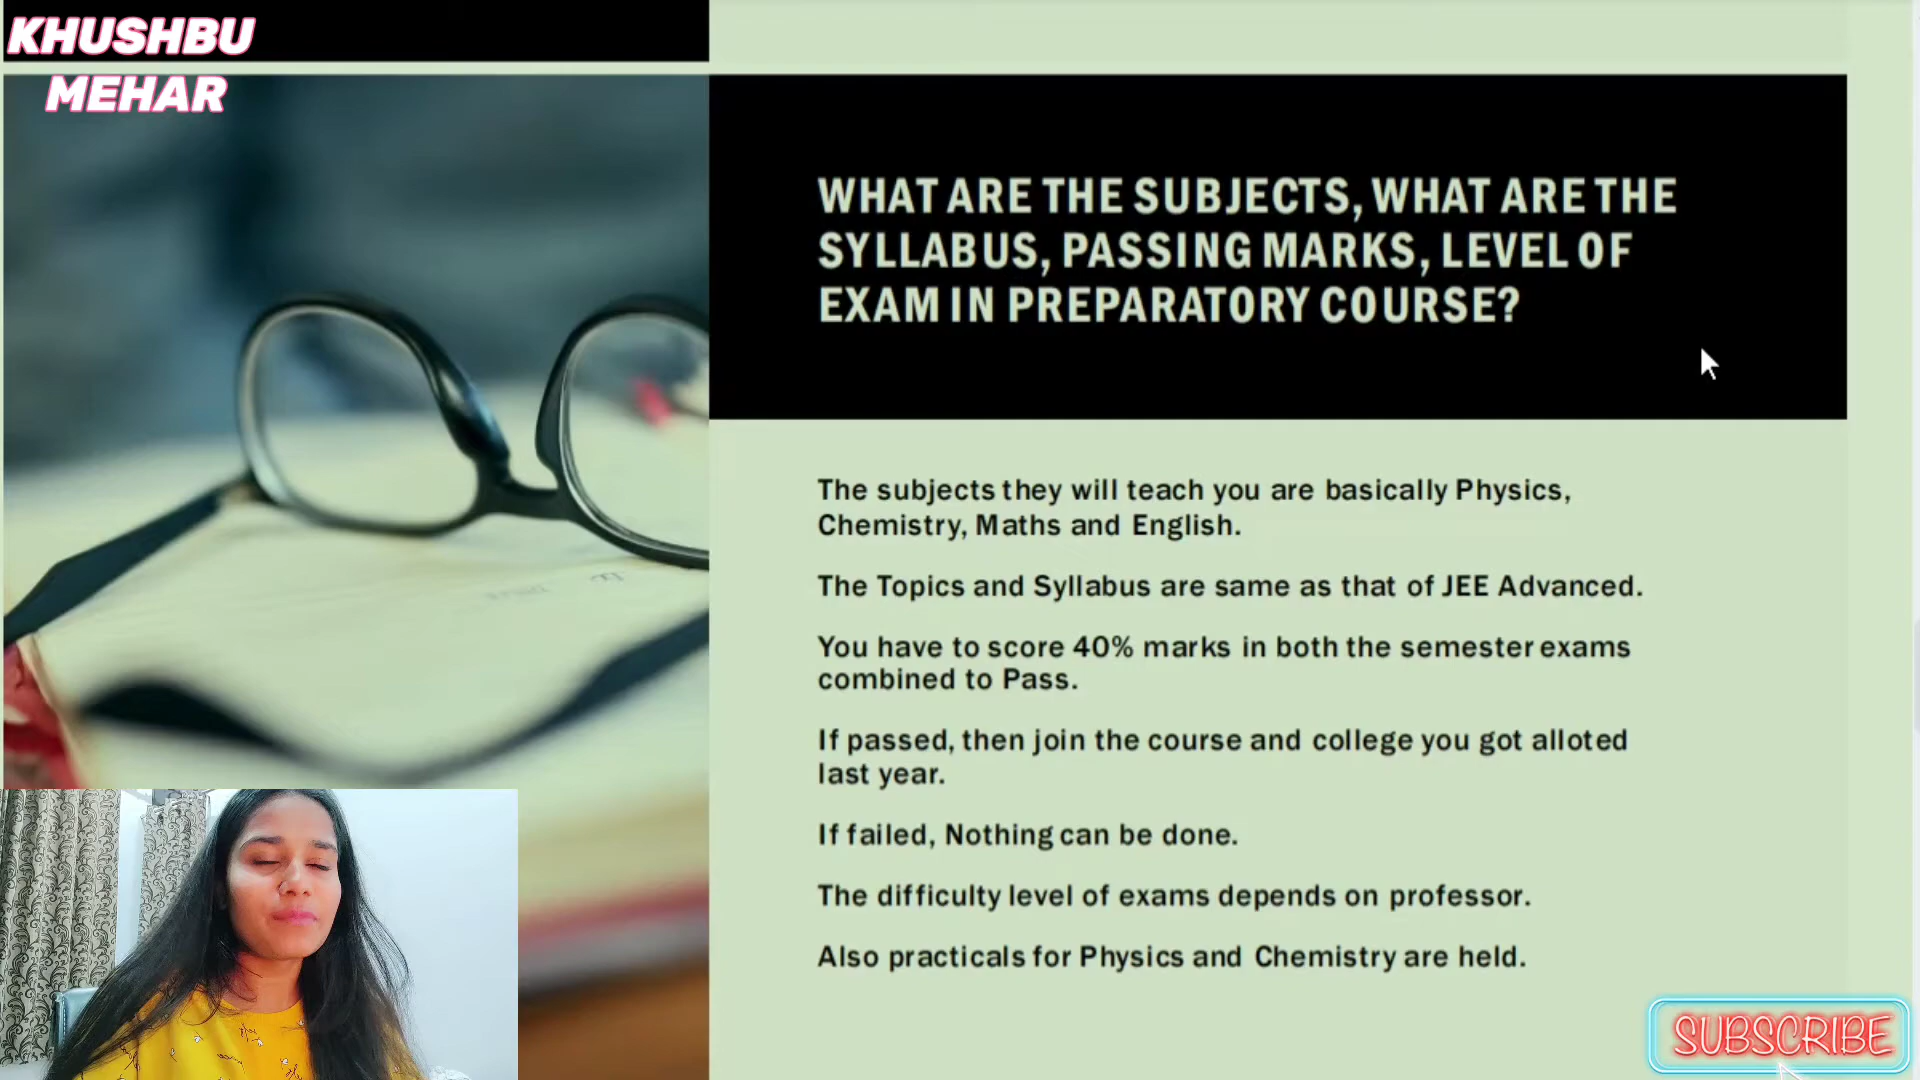 KHUSHBU
MEHAR
WHAT ARE THE SUBJECTS, WHAT ARE THE
SYLLABUS, PASSING MARKS, LEVEL OF
EXAM IN PREPARATORY COURSE?
The subjects they will teach you are basically Physics,
Chemistry, Maths and English.
The Topics and Syllabus are same as that of JEE Advanced.
You have to score 40% marks in both the semester exams
combined to Pass.
If passed, then join the course and college you got alloted
last year.
If failed, Nothing can be done.
The difficulty level of exams depends on professor.
Also practicals for Physics and Chemistry are held.
SUBSCRIBE